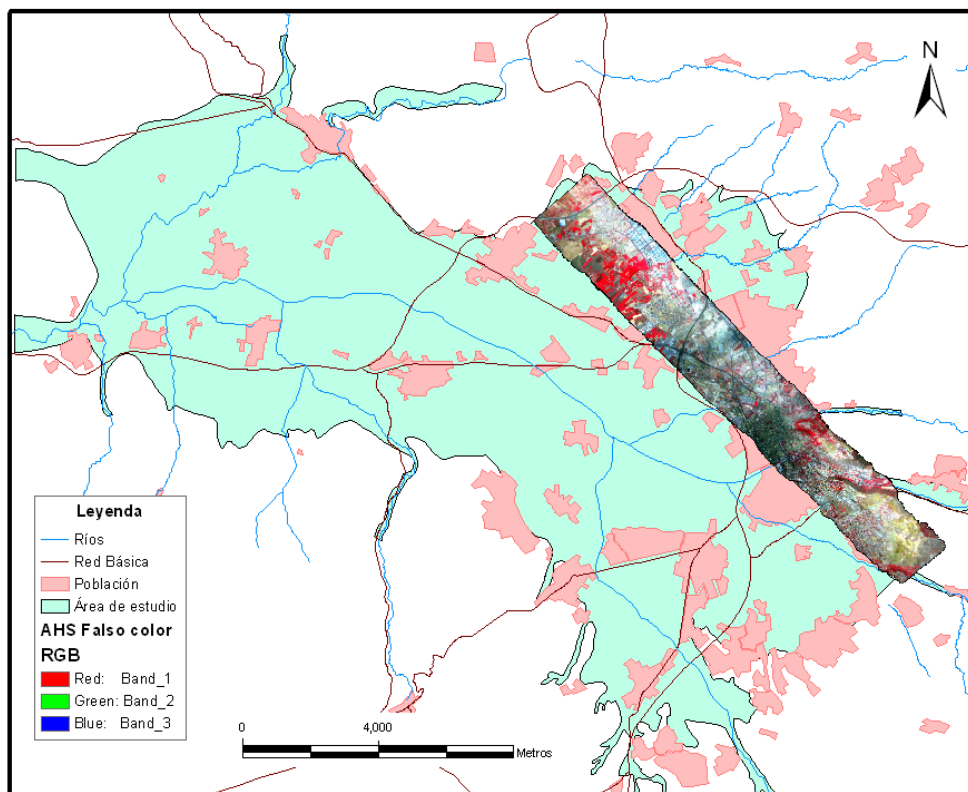 N
Leyenda
Ríos
Red Básica
Población
Área de estudio
AHS Falso color
RGB
Red: Band_1
Green: Band_2
Blue: Band_3
0 4,000
Metros